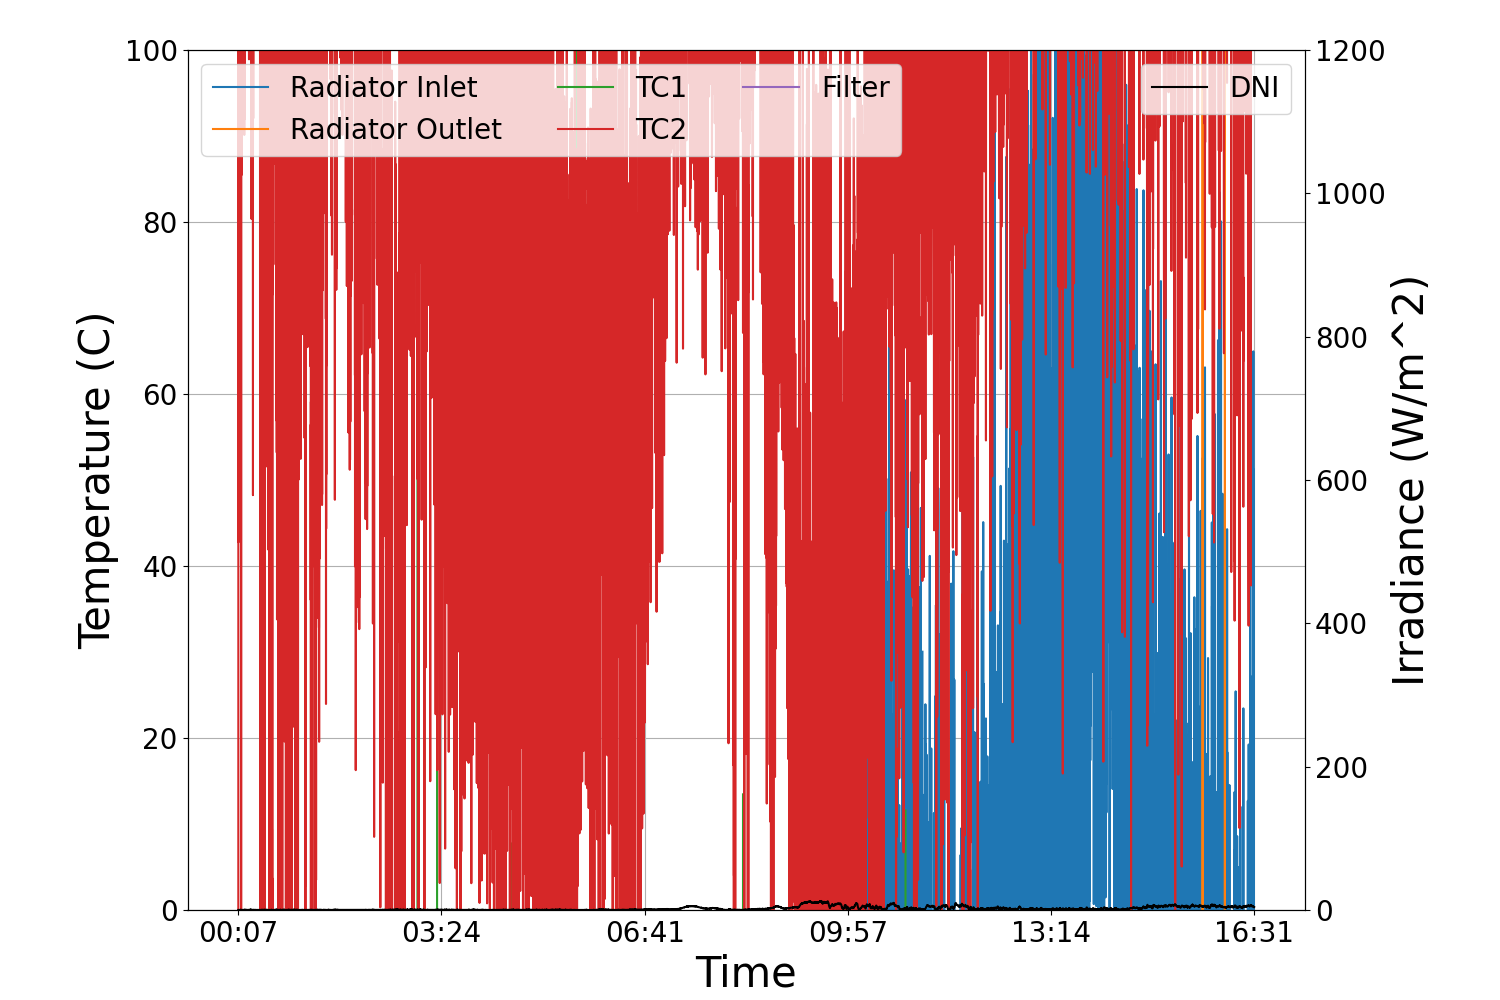 100
80
60
40
20
0
Temperature (C)
Radiator Inlet
Radiator Outlet
TC1
TC2
Filter
DNI
1200
1000
800
600
400
200
0
Irradiance (W/m^2)
00:07 03:24 06:41 09:57 13:14 16:31
Time